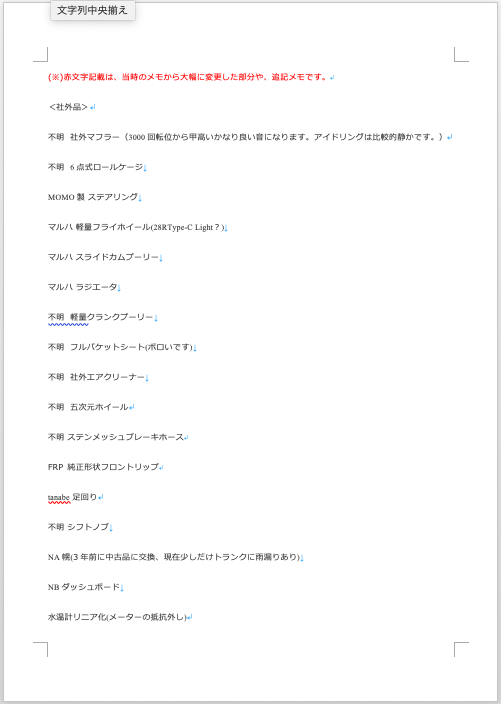 文字列中央揃え
(※)赤文字記載は、当時のメモから大幅に変更した部分や、追記メモです。
＜社外品＞
不明 社外マフラー（3000 回転位から甲高いかなり良い音になります。アイドリングは比較的静かです。）
不明 6 点式ロールケージ
MOMO 製 ステアリング
マルハ 軽量フライホイール(28RType-C Light？)
マルハ スライドカムプーリー
マルハ ラジエータ
不明 軽量クランクプーリー
不明 フルバケットシート(ボロいです)
不明 社外エアクリーナー
不明 五次元ホイール
不明 ステンメッシュブレーキホース
FRP 純正形状フロントリップ
tanabe 足回り
不明 シフトノブ
NA 幌(3 年前に中古品に交換、現在少しだけトランクに雨漏りあり)
NB ダッシュボード
水温計リニア化(メーターの抵抗外し)